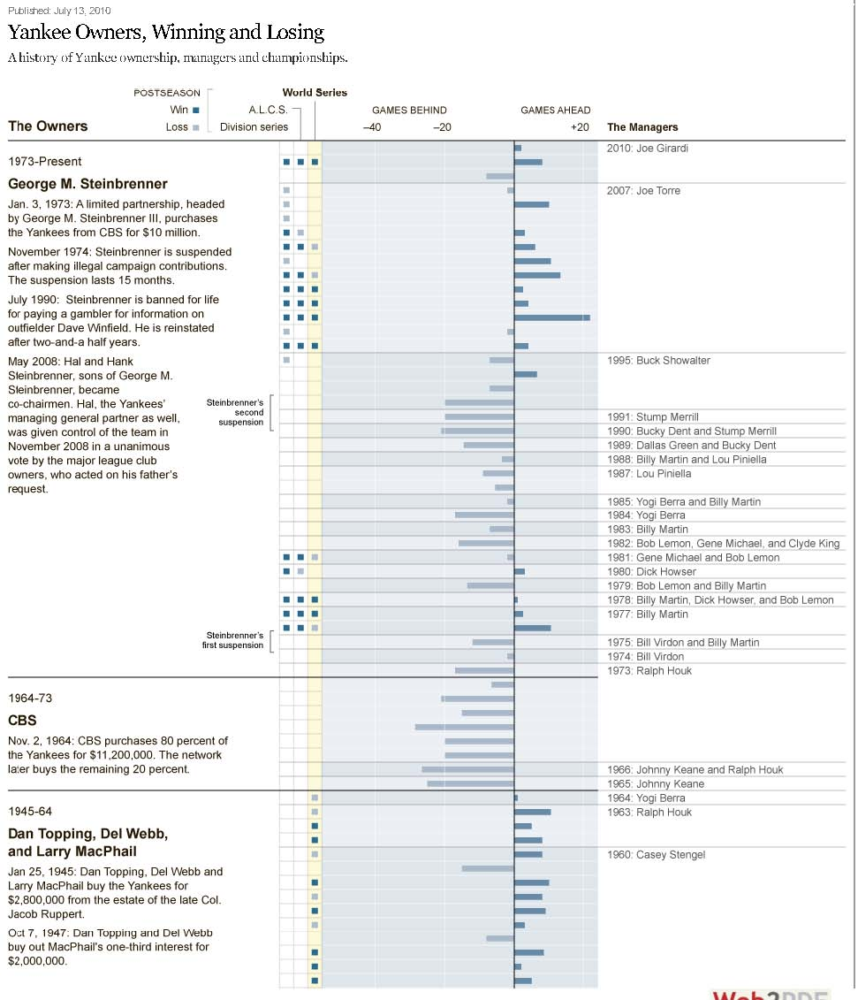 Published: July 13, 2010
Yankee Owners, Winning and Losing
A history of Yankee ownership, managers and championships.
POSTSEASON
World Series
Win
A.L.C.S.
GAMES BEHIND
GAMES AHEAD
The Owners
Loss
Division series
–40
–20
+20
The Managers
1973-Present
George M. Steinbrenner
Jan. 3, 1973: A limited partnership, headed
by George M. Steinbrenner III, purchases
the Yankees from CBS for $10 million.
November 1974: Steinbrenner is suspended
after making illegal campaign contributions.
The suspension lasts 15 months.
July 1990: Steinbrenner is banned for life
for paying a gambler for information on
outfielder Dave Winfield. He is reinstated
after two-and-a half years.
May 2008: Hal and Hank
Steinbrenner, sons of George M.
Steinbrenner, became
co-chairmen. Hal, the Yankees'
managing general partner as well,
was given control of the team in
November 2008 in a unanimous
vote by the major league club
owners, who acted on his father's
request.
Steinbrenner's
second
suspension
Steinbrenner's
first suspension
2010: Joe Girardi
2007: Joe Torre
1995: Buck Showalter
1991: Stump Merrill
1990: Bucky Dent and Stump Merrill
1989: Dallas Green and Bucky Dent
1988: Billy Martin and Lou Piniella
1987: Lou Piniella
1985: Yogi Berra and Billy Martin
1984: Yogi Berra
1983: Billy Martin
1982: Bob Lemon, Gene Michael, and Clyde King
1981: Gene Michael and Bob Lemon
1980: Dick Howser
1979: Bob Lemon and Billy Martin
1978: Billy Martin, Dick Howser, and Bob Lemon
1977: Billy Martin
1975: Bill Virdon and Billy Martin
1974: Bill Virdon
1973: Ralph Houk
1964-73
CBS
Nov. 2, 1964: CBS purchases 80 percent of
the Yankees for $11,200,000. The network
later buys the remaining 20 percent.
1966: Johnny Keane and Ralph Houk
1965: Johnny Keane
1964: Yogi Berra
1963: Ralph Houk
1960: Casey Stengel
1945-64
Dan Topping, Del Webb,
and Larry MacPhail
Jan 25, 1945: Dan Topping, Del Webb and
Larry MacPhail buy the Yankees for
$2,800,000 from the estate of the late Col.
Jacob Ruppert.
Oct 7, 1947: Dan Topping and Del Webb
buy out MacPhail's one-third interest for
$2,000,000.
Web2PDF